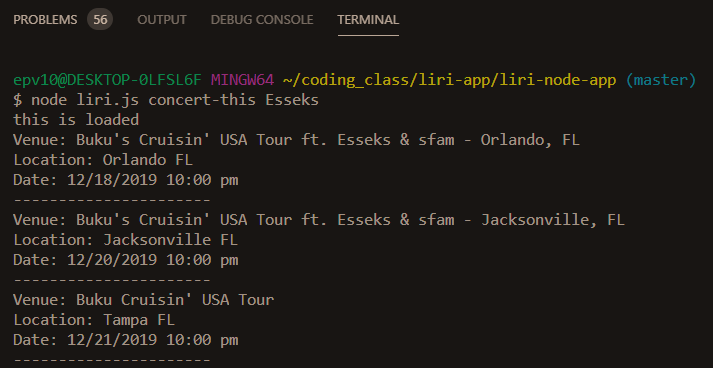 PROBLEMS 56 OUTPUT DEBUG CONSOLE TERMINAL
epv10@DESKTOP-0LFSL6F MINGW64 ~/coding_class/liri-app/liri-node-app (master)
$ node liri.js concert-this Esseks
this is loaded
Venue: Buku's Cruisin' USA Tour ft. Esseks & sfam - Orlando, FL
Location: Orlando FL
Date: 12/18/2019 10:00 pm
----------------------
Venue: Buku's Cruisin' USA Tour ft. Esseks & sfam - Jacksonville, FL
Location: Jacksonville FL
Date: 12/20/2019 10:00 pm
----------------------
Venue: Buku Cruisin' USA Tour
Location: Tampa FL
Date: 12/21/2019 10:00 pm
----------------------